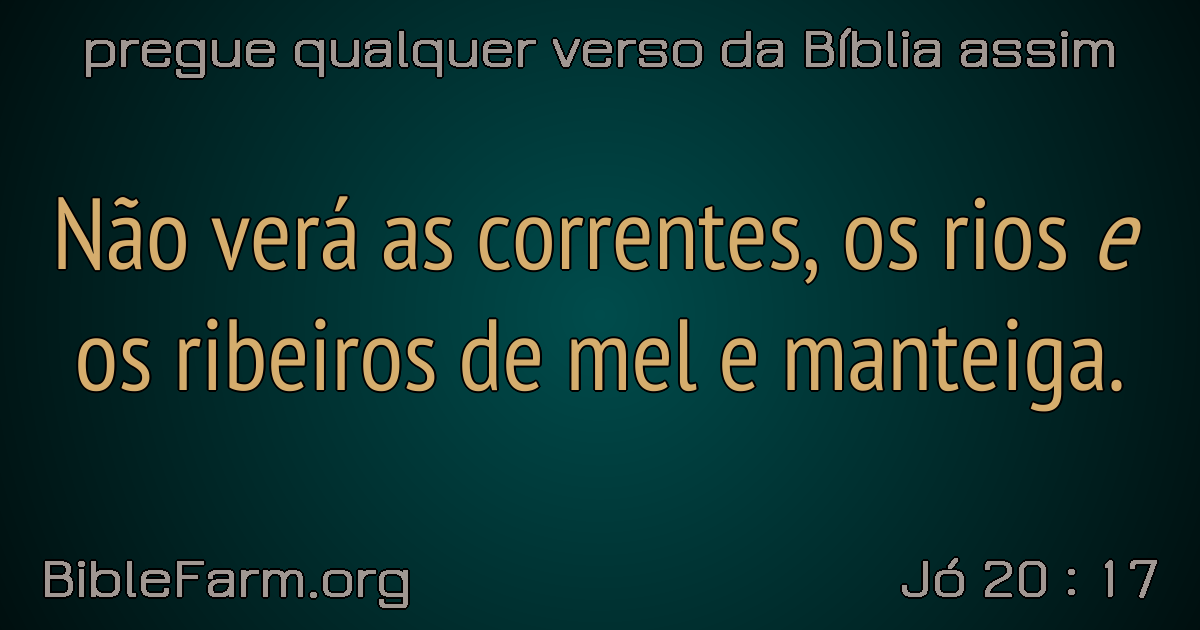 pregue qualquer verso da Bíblia assim
Não verá as correntes, os rios e
os ribeiros de mel e manteiga.
BibleFarm.org
Jó 20 : 17